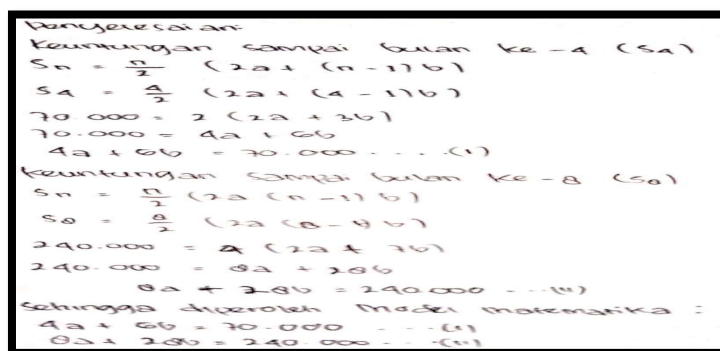 Penyelesaian:
Keuntungan sampai bulan ke-4 (S4)
Sn = n/2 (2a + (n-1)b)
S4 = 4/2 (2a + (4-1)b)
70.000 = 2 (2a + 3b)
70.000 = 4a + 6b
4a + 6b = 70.000 .....(i)
Keuntungan sampai bulan ke-8 (S8)
Sn = n/2 (2a (n-1) b)
S8 = 8/2 (2a (8-1) b)
240.000 = 4 (2a + 7b)
240.000 = 8a + 28b
8a + 28b = 240.000 ...(ii)
Sehingga diperoleh model matematika :
4a + 6b = 70.000 ....(i)
8a + 28b = 240.000 ....(ii)